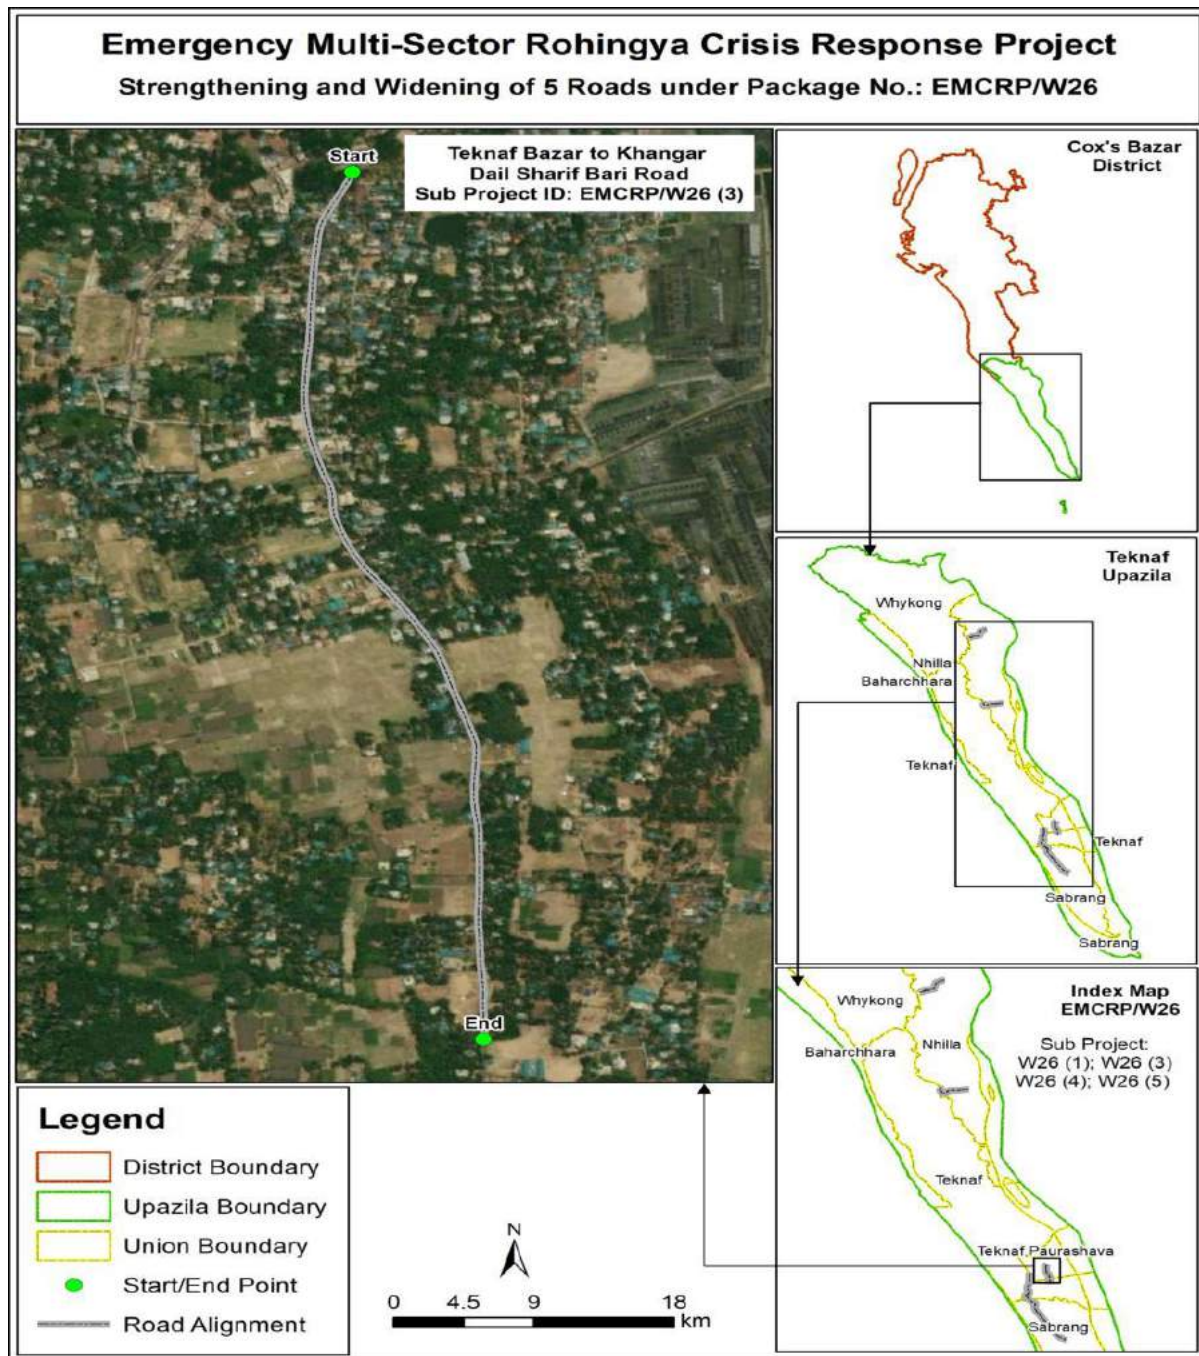 Emergency Multi-Sector Rohingya Crisis Response Project
Strengthening and Widening of 5 Roads under Package No.: EMCRP/W26
Start
Teknaf Bazar to Khangar
Dail Sharif Bari Road
Sub Project ID: EMCRP/W26 (3)
End
Cox's Bazar
District
Teknaf
Upazila
Whykong
Nhilla
Baharchhara
Teknaf
Teknaf
Sabrang
Sabrang
Index Map
EMCRP/W26
Sub Project:
W26 (1); W26 (3)
W26 (4); W26 (5)
Whykong
Nhilla
Baharchhara
Teknaf
Teknaf Paurashava
Sabrang
Legend
District Boundary
Upazila Boundary
Union Boundary
Start/End Point
Road Alignment
N
0 4.5 9 18
km